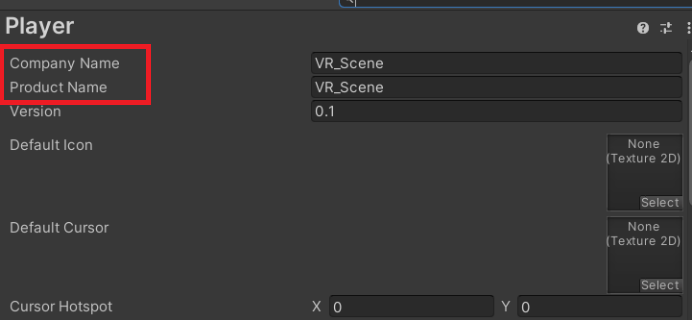 Player
Company Name VR_Scene
Product Name VR_Scene
Version 0.1
Default Icon
None
(Texture 2D)
Select
Default Cursor
None
(Texture 2D)
Select
Cursor Hotspot X 0 Y 0